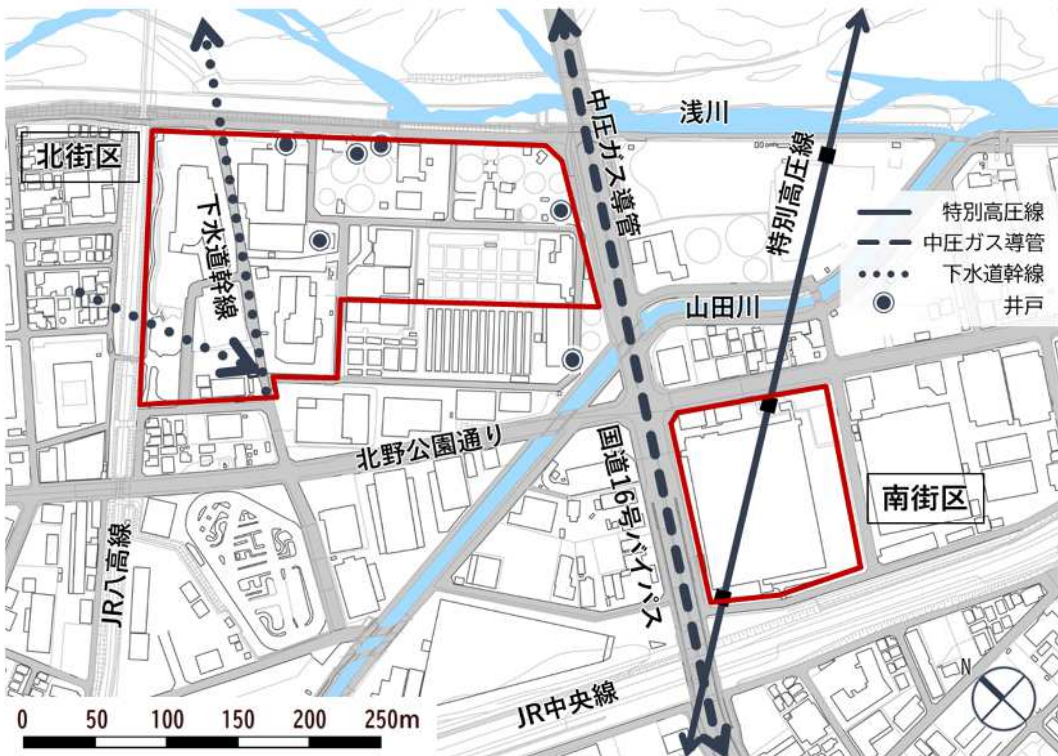 浅川
中圧ガス導管
北街区
特別高圧線
下水道幹線
特別高圧線
中圧ガス導管
下水道幹線
井戸
山田川
北野公園通り
国道16号バイパス
南街区
JR八高線
JR中央線
N
0 50 100 150 200 250m